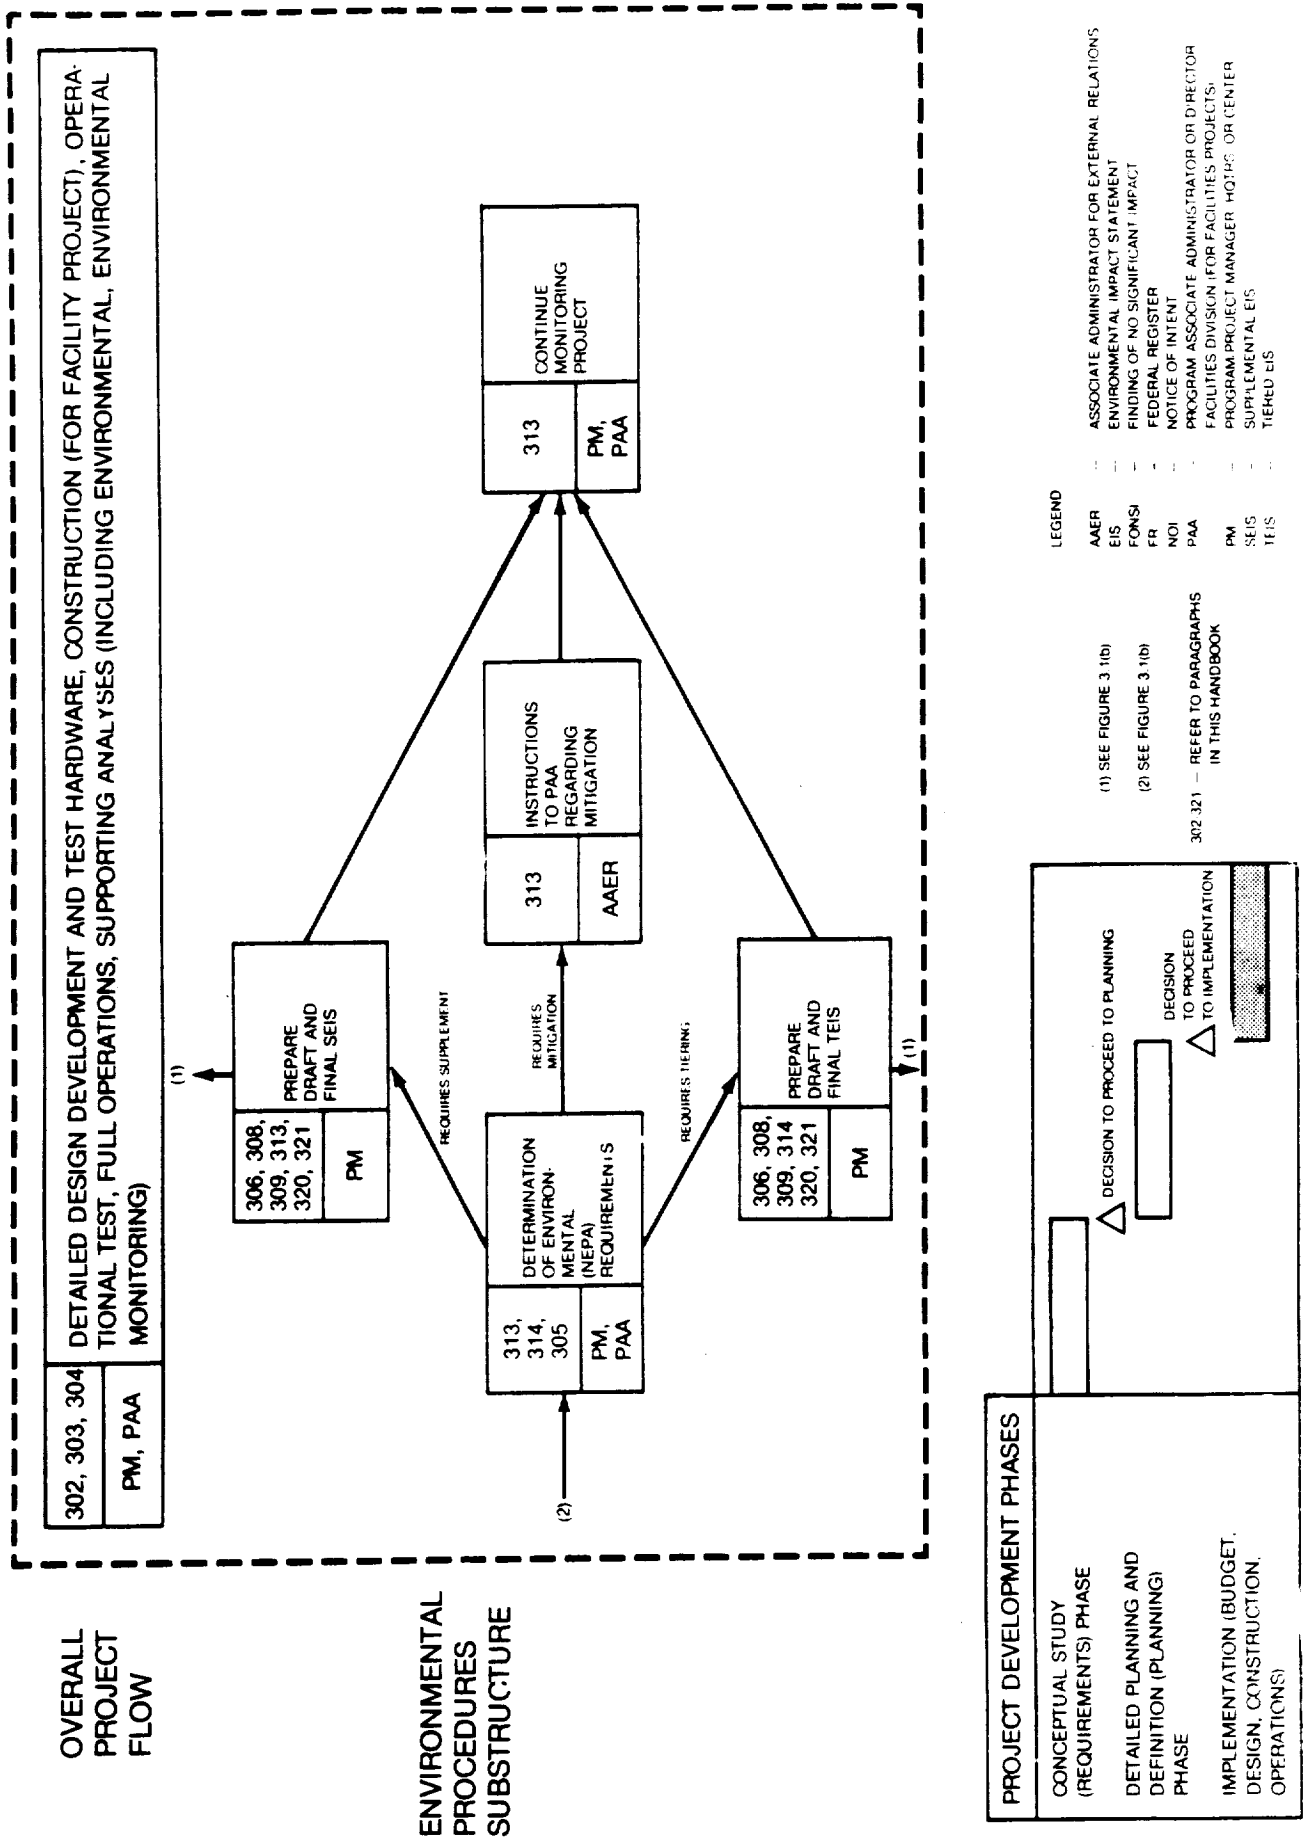 OVERALL
PROJECT
FLOW
302, 303, 304
PM, PAA
DETAILED DESIGN DEVELOPMENT AND TEST HARDWARE, CONSTRUCTION (FOR FACILITY PROJECT), OPERA-
TIONAL TEST, FULL OPERATIONS, SUPPORTING ANALYSES (INCLUDING ENVIRONMENTAL, ENVIRONMENTAL
MONITORING)
ENVIRONMENTAL
PROCEDURES
SUBSTRUCTURE
(2)
313,
314,
305
PM,
PAA
DETERMINATION
OF ENVIRON-
MENTAL
(NEPA)
REQUIREMENTS
REQUIRES SUPPLEMENT
REQUIRES
MITIGATION
REQUIRES TIERING
(1)
306, 308,
309, 313,
320, 321
PM
PREPARE
DRAFT AND
FINAL SEIS
313
AAER
INSTRUCTIONS
TO PAA
REGARDING
MITIGATION
306, 308,
309, 314
320, 321
PM
PREPARE
DRAFT AND
FINAL TEIS
(1)
313
PM,
PAA
CONTINUE
MONITORING
PROJECT
PROJECT DEVELOPMENT PHASES
CONCEPTUAL STUDY
(REQUIREMENTS) PHASE
DETAILED PLANNING AND
DEFINITION (PLANNING)
PHASE
IMPLEMENTATION (BUDGET,
DESIGN, CONSTRUCTION,
OPERATIONS)
DECISION TO PROCEED TO PLANNING
DECISION
TO PROCEED
TO IMPLEMENTATION
(1) SEE FIGURE 3.1(b)
(2) SEE FIGURE 3.1(b)
302-321 – REFER TO PARAGRAPHS
IN THIS HANDBOOK
LEGEND
AAER – ASSOCIATE ADMINISTRATOR FOR EXTERNAL RELATIONS
EIS – ENVIRONMENTAL IMPACT STATEMENT
FONSI – FINDING OF NO SIGNIFICANT IMPACT
FR – FEDERAL REGISTER
NOI – NOTICE OF INTENT
PAA – PROGRAM ASSOCIATE ADMINISTRATOR OR DIRECTOR
FACILITIES DIVISION (FOR FACILITIES PROJECTS)
PM – PROGRAM/PROJECT MANAGER HQTRS OR CENTER
SEIS – SUPPLEMENTAL EIS
TEIS – TIERED EIS